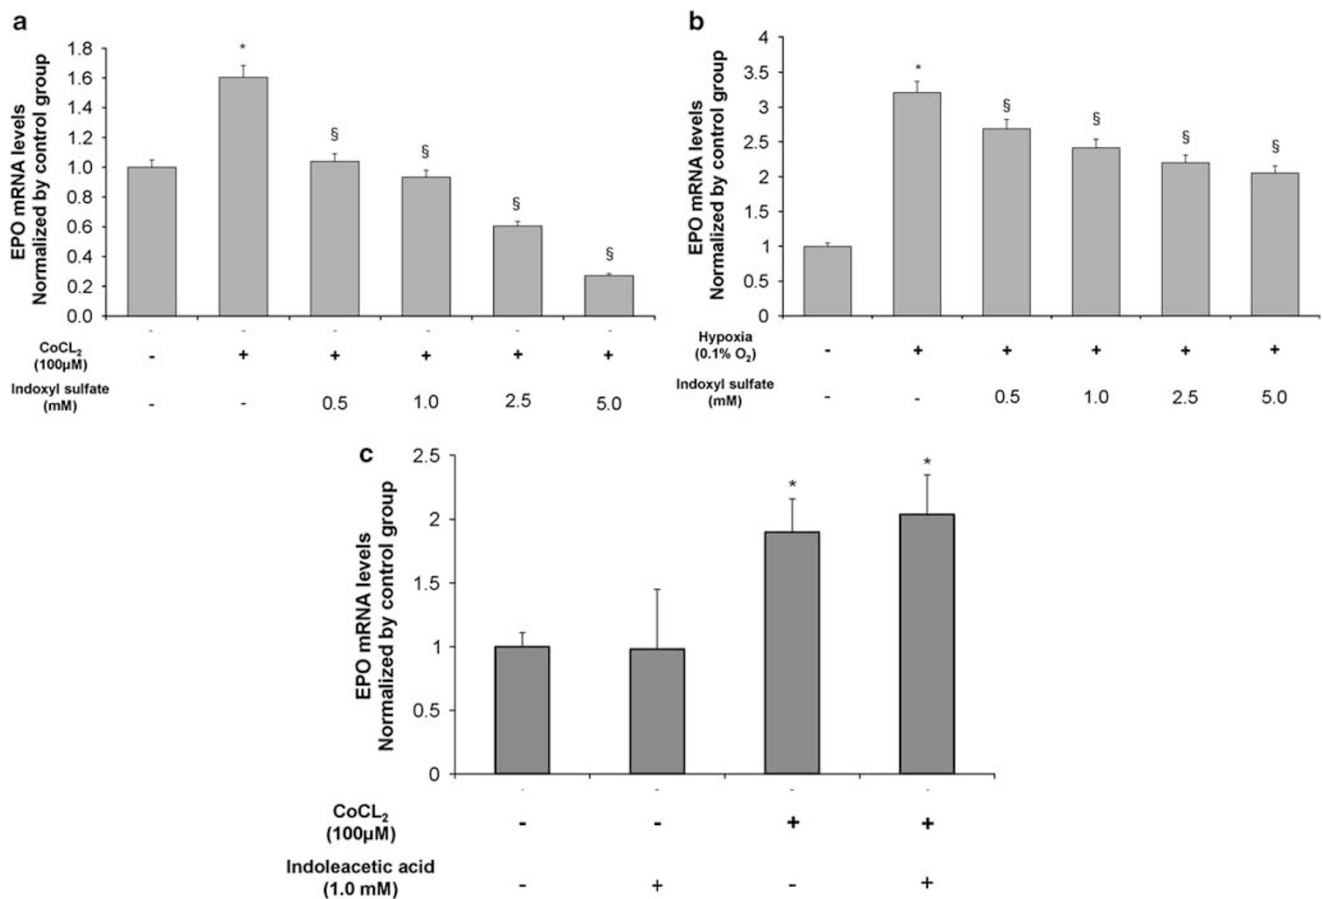 a
EPO mRNA levels
Normalized by control group
1.8
1.6
1.4
1.2
1.0
0.8
0.6
0.4
0.2
0.0
*
§
§
§
§
CoCL₂
(100µM)
- + + + + +
Indoxyl sulfate
(mM)
- - 0.5 1.0 2.5 5.0
b
EPO mRNA levels
Normalized by control group
4
3.5
3
2.5
2
1.5
1
0.5
0
*
§
§
§
§
Hypoxia
(0.1% O₂)
- + + + + +
Indoxyl sulfate
(mM)
- - 0.5 1.0 2.5 5.0
c
EPO mRNA levels
Normalized by control group
2.5
2
1.5
1
0.5
0
*
*
CoCL₂
(100µM)
- - + +
Indoleacetic acid
(1.0 mM)
- + - +